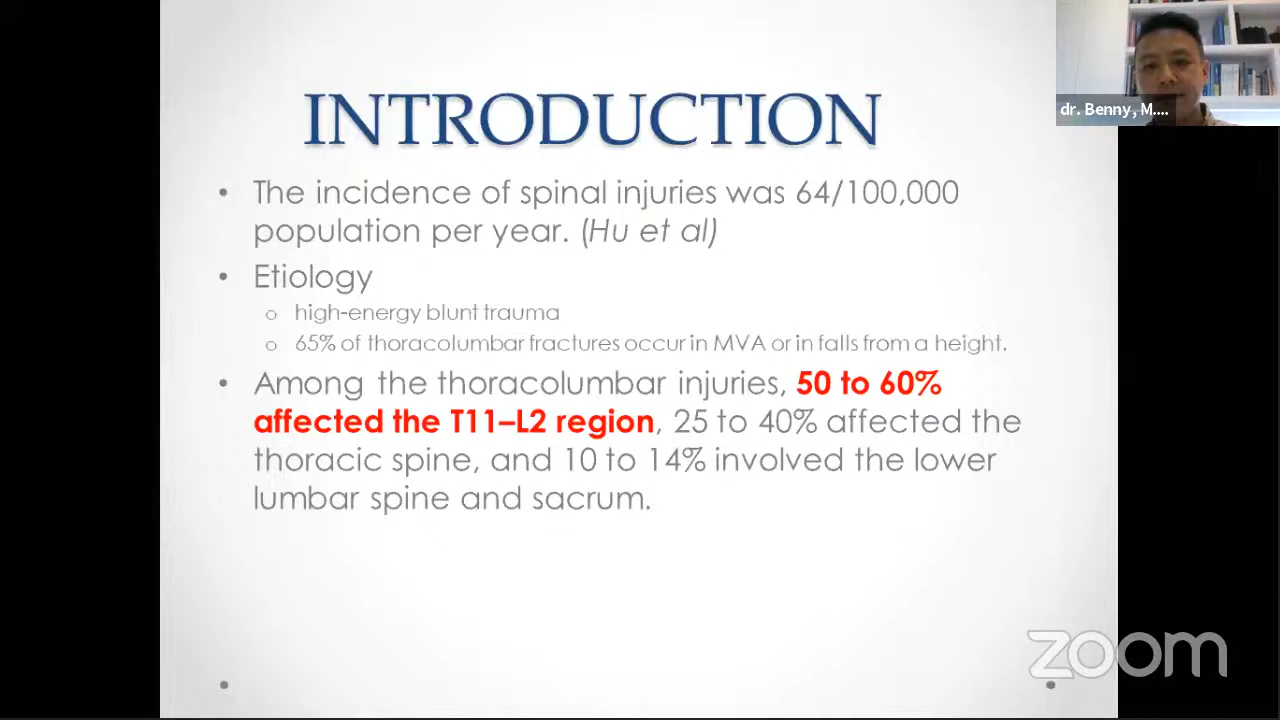 INTRODUCTION
dr. Benny, M....
• The incidence of spinal injuries was 64/100,000
population per year. (Hu et al)
• Etiology
o high-energy blunt trauma
o 65% of thoracolumbar fractures occur in MVA or in falls from a height.
• Among the thoracolumbar injuries, 50 to 60%
affected the T11–L2 region, 25 to 40% affected the
thoracic spine, and 10 to 14% involved the lower
lumbar spine and sacrum.
zoom